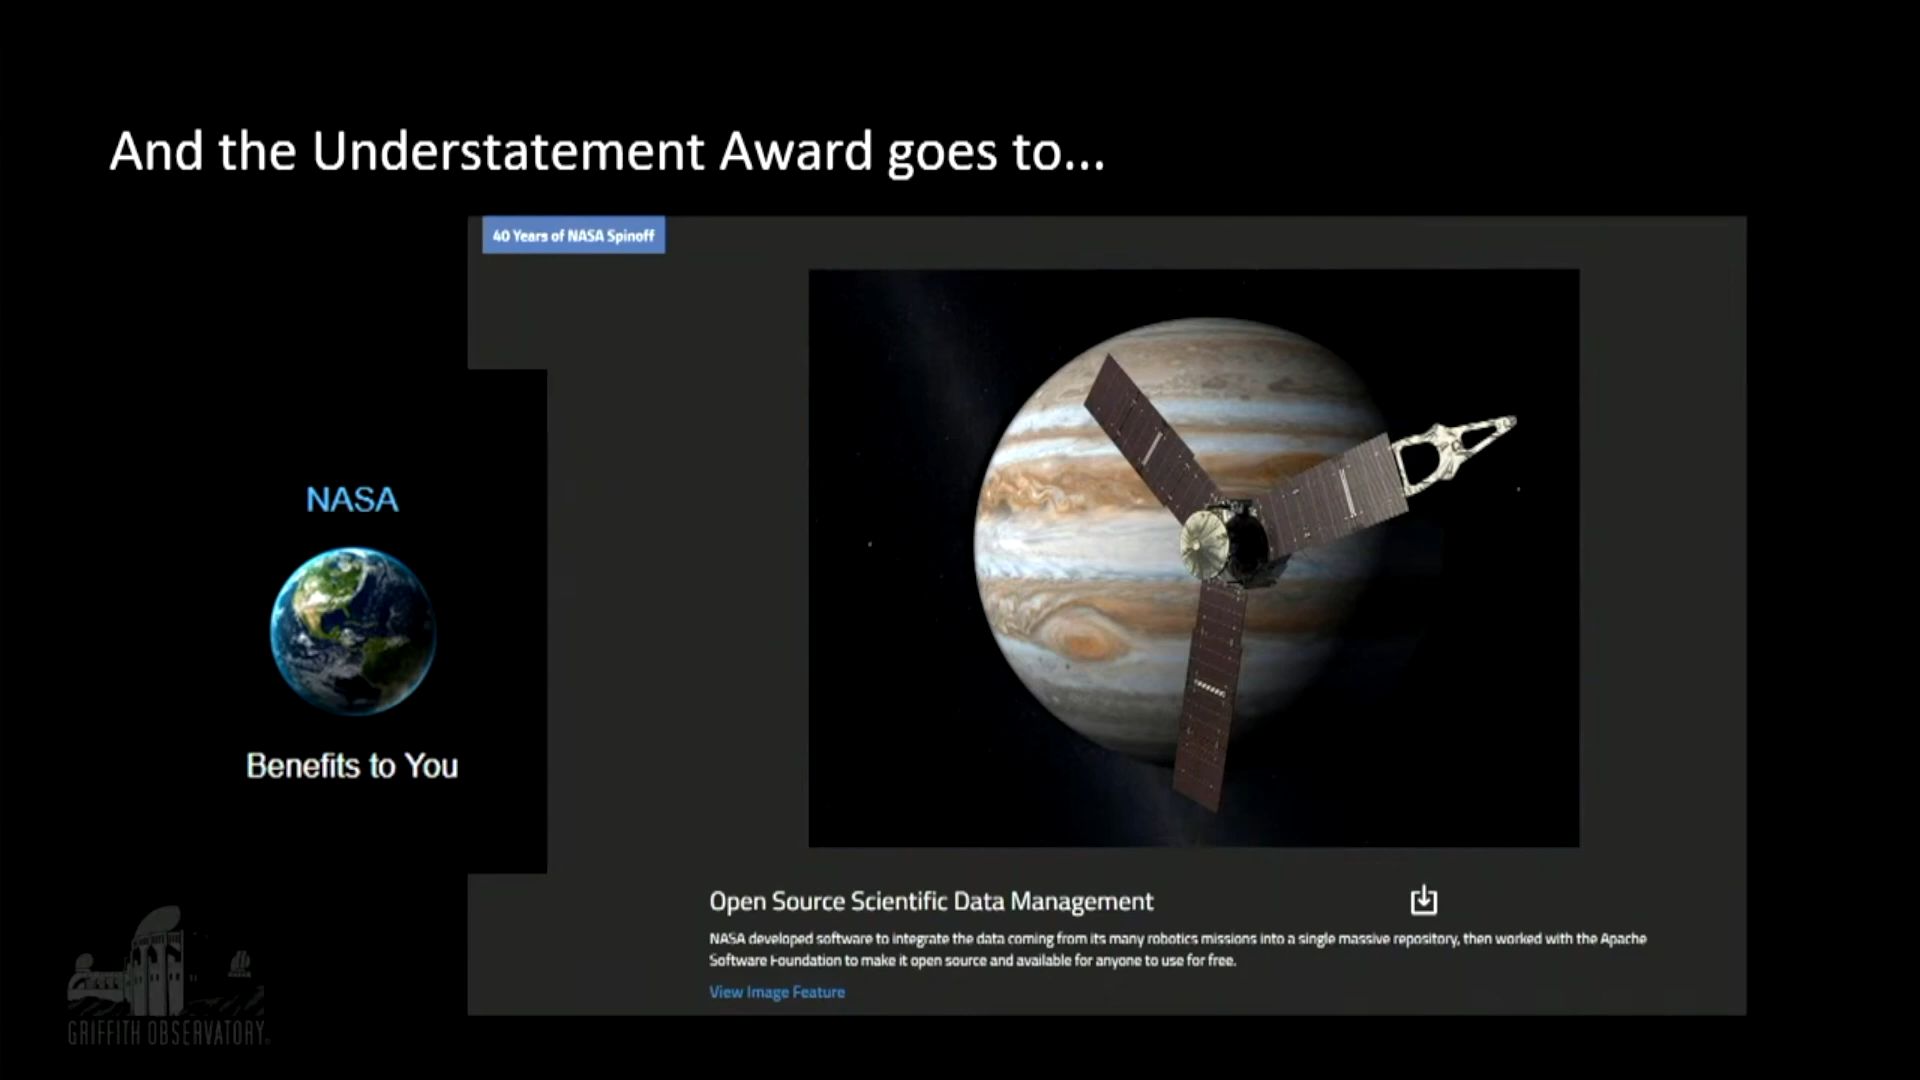 And the Understatement Award goes to...
40 Years of NASA Spinoff
NASA
Benefits to You
Open Source Scientific Data Management
NASA developed software to integrate the data coming from its many robotics missions into a single massive repository, then worked with the Apache
Software Foundation to make it open source and available for anyone to use for free.
View Image Feature
GRIFFITH OBSERVATORY